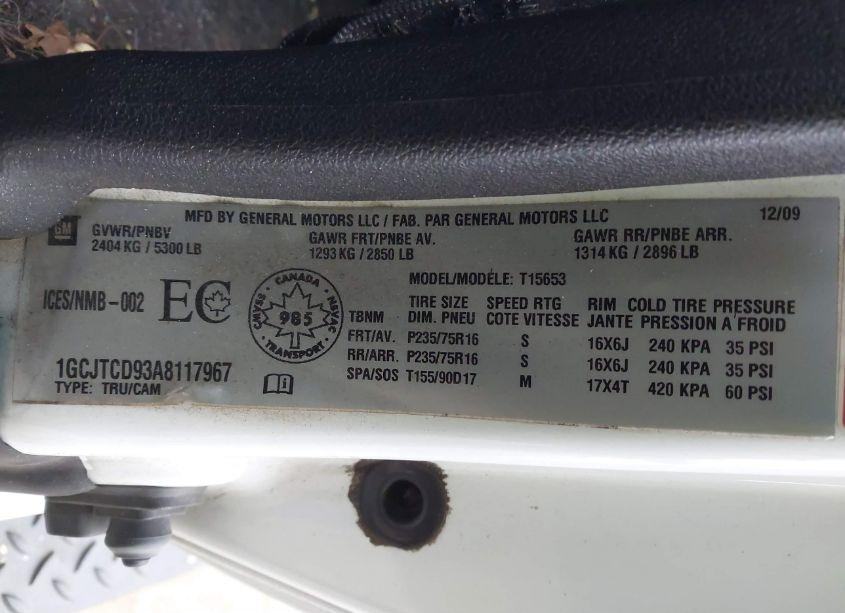 GM
MFD BY GENERAL MOTORS LLC / FAB. PAR GENERAL MOTORS LLC 12/09
GVWR/PNBV GAWR FRT/PNBE AV. GAWR RR/PNBE ARR.
2404 KG / 5300 LB 1293 KG / 2850 LB 1314 KG / 2896 LB
MODEL/MODÉLE: T15653
ICES/NMB-002 EC
CANADA
985
TRANSPORT
NSVAC
CMVSS
TIRE SIZE SPEED RTG RIM COLD TIRE PRESSURE
TBNM DIM. PNEU COTE VITESSE JANTE PRESSION A FROID
FRT/AV. P235/75R16 S 16X6J 240 KPA 35 PSI
RR/ARR. P235/75R16 S 16X6J 240 KPA 35 PSI
SPA/SOS T155/90D17 M 17X4T 420 KPA 60 PSI
1GCJTCD93A8117967
TYPE: TRU/CAM